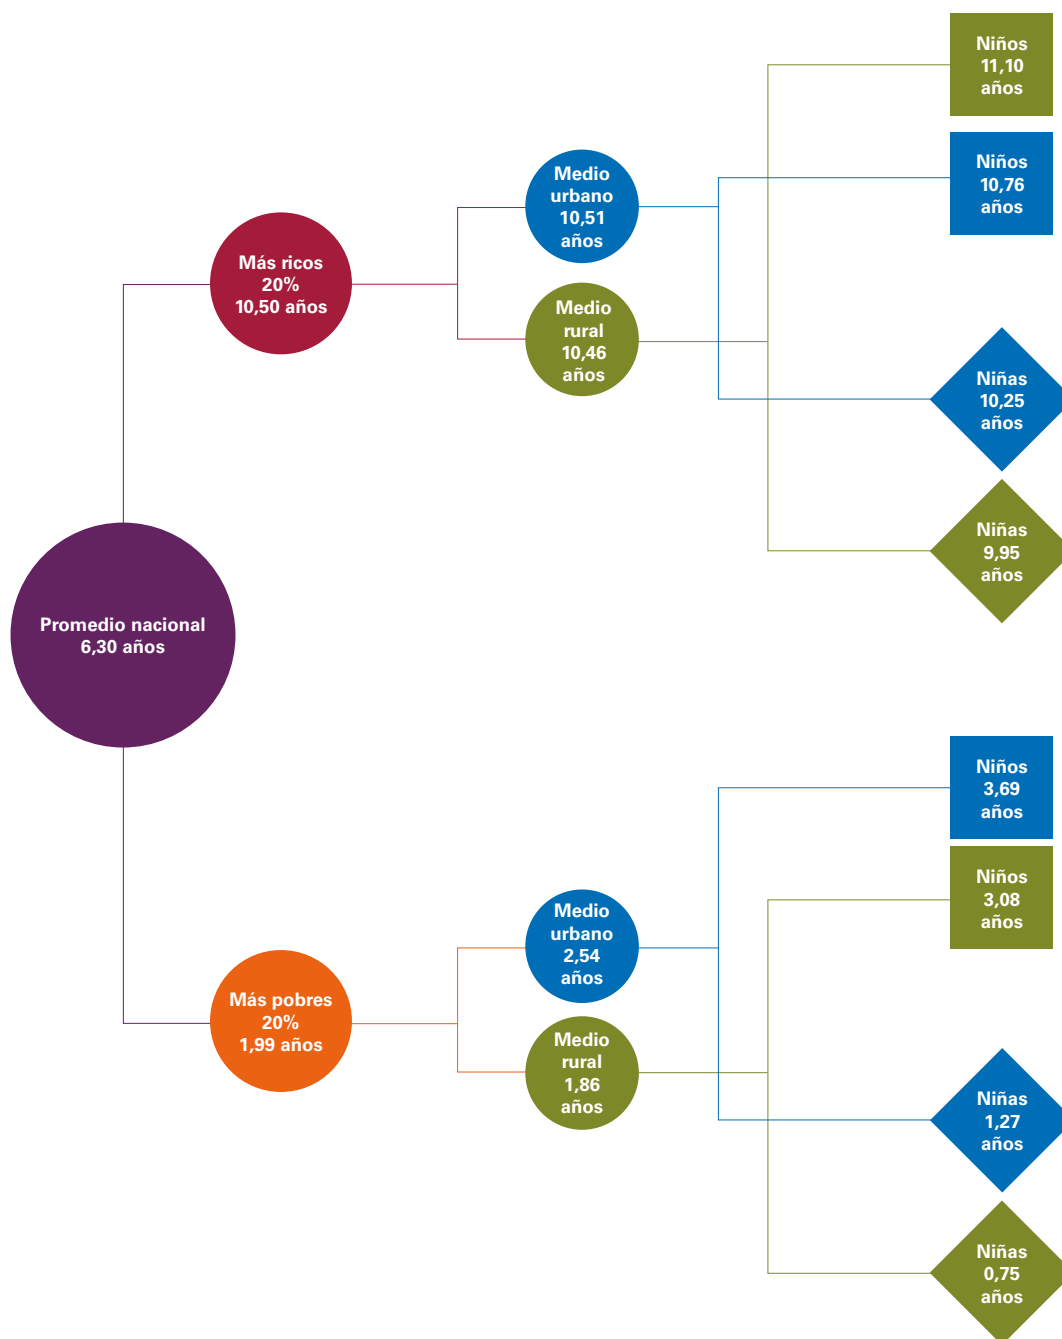 Niños
11,10
años
Niños
10,76
años
Medio
urbano
10,51
años
Más ricos
20%
10,50 años
Medio
rural
10,46
años
Niñas
10,25
años
Niñas
9,95
años
Promedio nacional
6,30 años
Niños
3,69
años
Niños
3,08
años
Medio
urbano
2,54
años
Más pobres
20%
1,99 años
Medio
rural
1,86
años
Niñas
1,27
años
Niñas
0,75
años